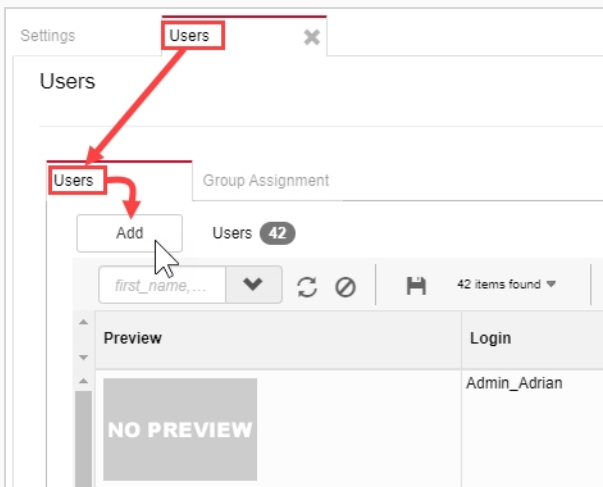 Settings
Users
Users
Users
Group Assignment
Add
Users 42
first_name,...
42 items found
Preview
Login
NO PREVIEW
Admin_Adrian